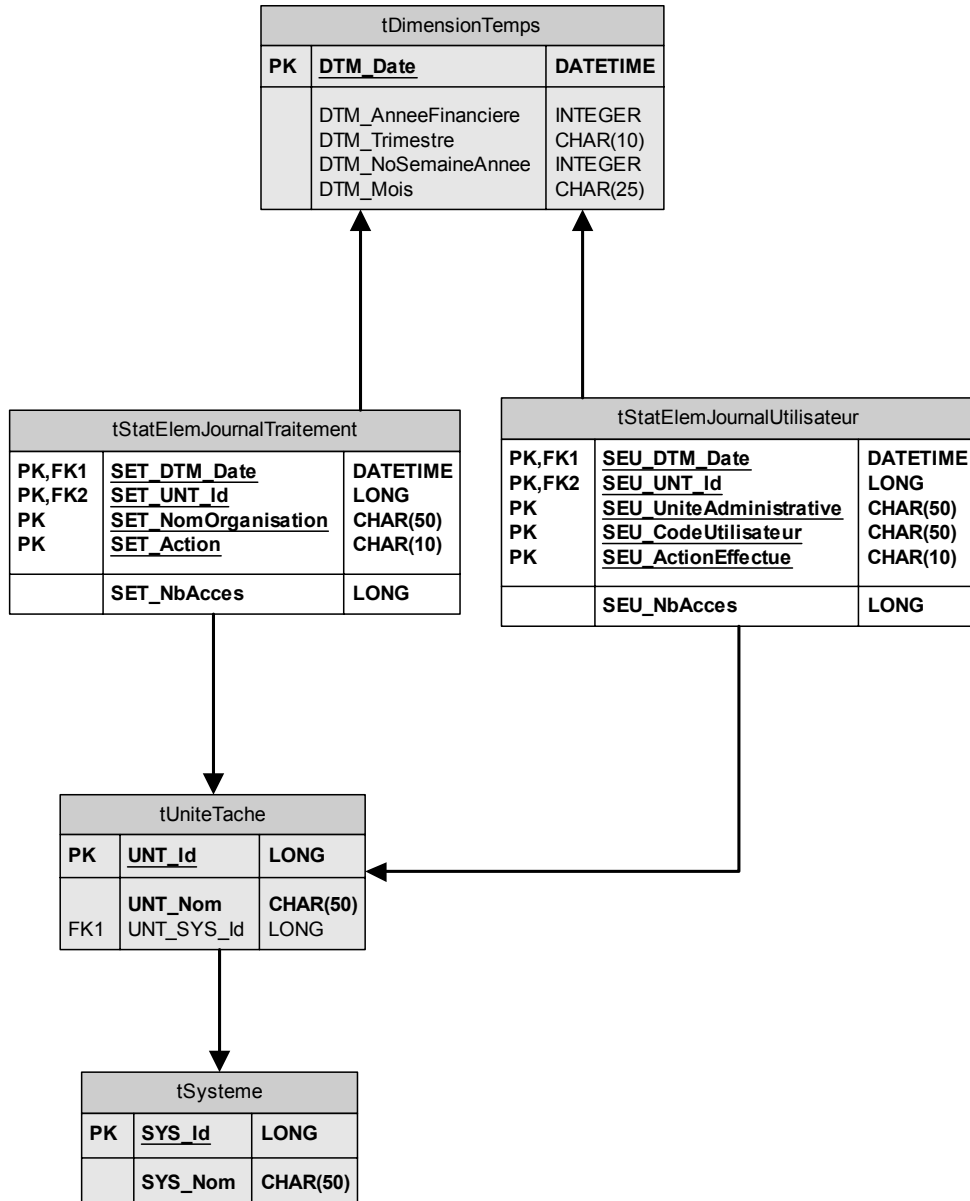 tDimensionTemps
PK DTM_Date DATETIME
DTM_AnneeFinanciere INTEGER
DTM_Trimestre CHAR(10)
DTM_NoSemaineAnnee INTEGER
DTM_Mois CHAR(25)
tStatElemJournalTraitement
PK,FK1 SET_DTM_Date DATETIME
PK,FK2 SET_UNT_Id LONG
PK SET_NomOrganisation CHAR(50)
PK SET_Action CHAR(10)
SET_NbAcces LONG
tStatElemJournalUtilisateur
PK,FK1 SEU_DTM_Date DATETIME
PK,FK2 SEU_UNT_Id LONG
PK SEU_UniteAdministrative CHAR(50)
PK SEU_CodeUtilisateur CHAR(50)
PK SEU_ActionEffectue CHAR(10)
SEU_NbAcces LONG
tUniteTache
PK UNT_Id LONG
UNT_Nom CHAR(50)
FK1 UNT_SYS_Id LONG
tSysteme
PK SYS_Id LONG
SYS_Nom CHAR(50)